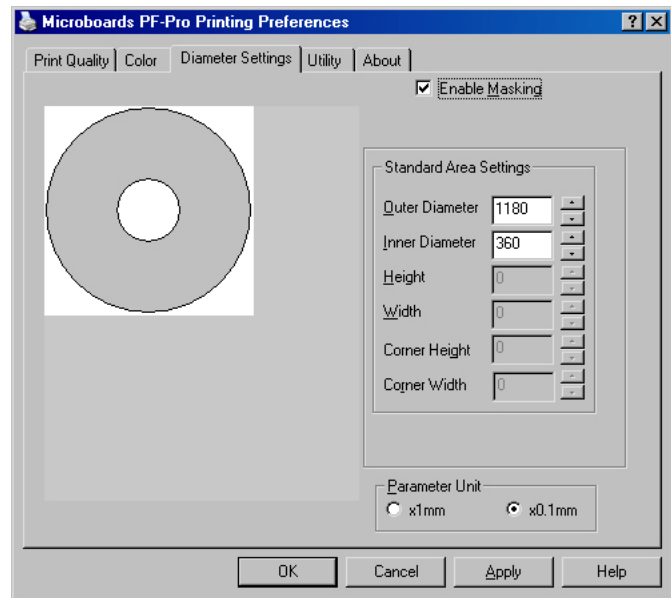 Microboards PF-Pro Printing Preferences
Print Quality Color Diameter Settings Utility About
Enable Masking
Standard Area Settings
Outer Diameter 1180
Inner Diameter 360
Height 0
Width 0
Corner Height 0
Corner Width 0
Parameter Unit
x1mm x0.1mm
OK Cancel Apply Help